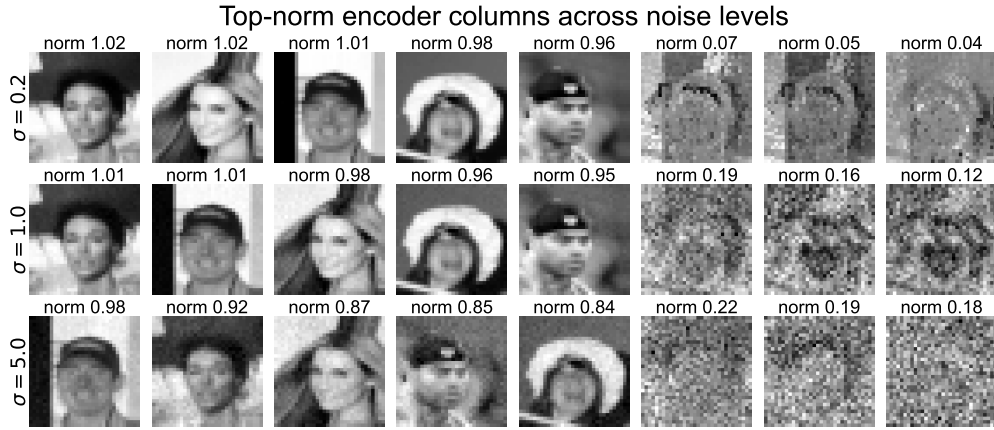 Top-norm encoder columns across noise levels
norm 1.02 norm 1.02 norm 1.01 norm 0.98 norm 0.96 norm 0.07 norm 0.05 norm 0.04
σ = 0.2
norm 1.01 norm 1.01 norm 0.98 norm 0.96 norm 0.95 norm 0.19 norm 0.16 norm 0.12
σ = 1.0
norm 0.98 norm 0.92 norm 0.87 norm 0.85 norm 0.84 norm 0.22 norm 0.19 norm 0.18
σ = 5.0